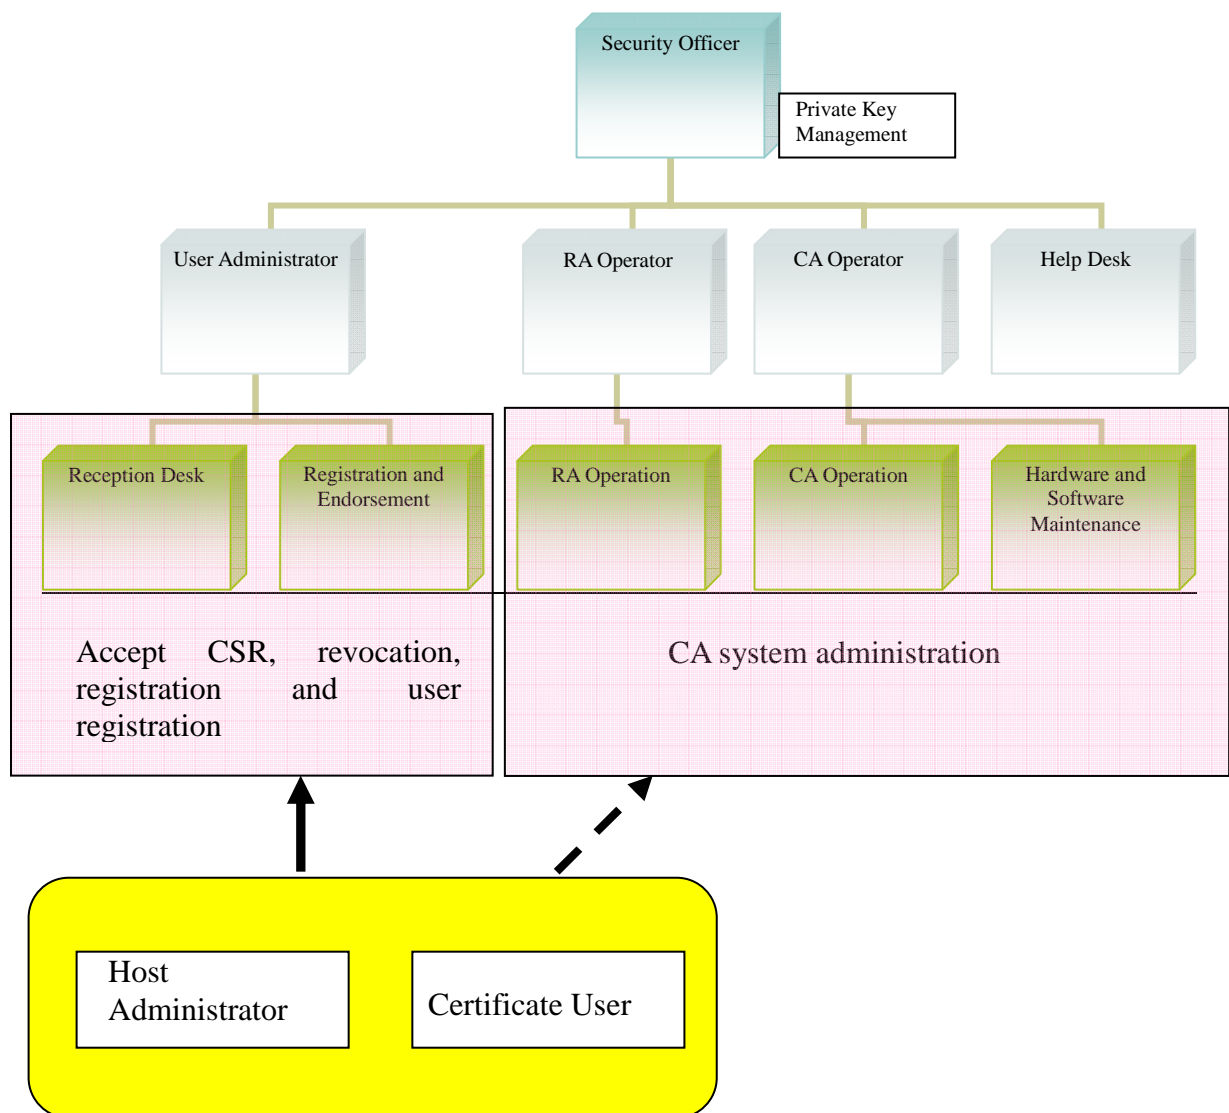 Security Officer
Private Key
Management
User Administrator
RA Operator
CA Operator
Help Desk
Reception Desk
Registration and
Endorsement
RA Operation
CA Operation
Hardware and
Software
Maintenance
Accept CSR, revocation,
registration and user
registration
CA system administration
Host
Administrator
Certificate User